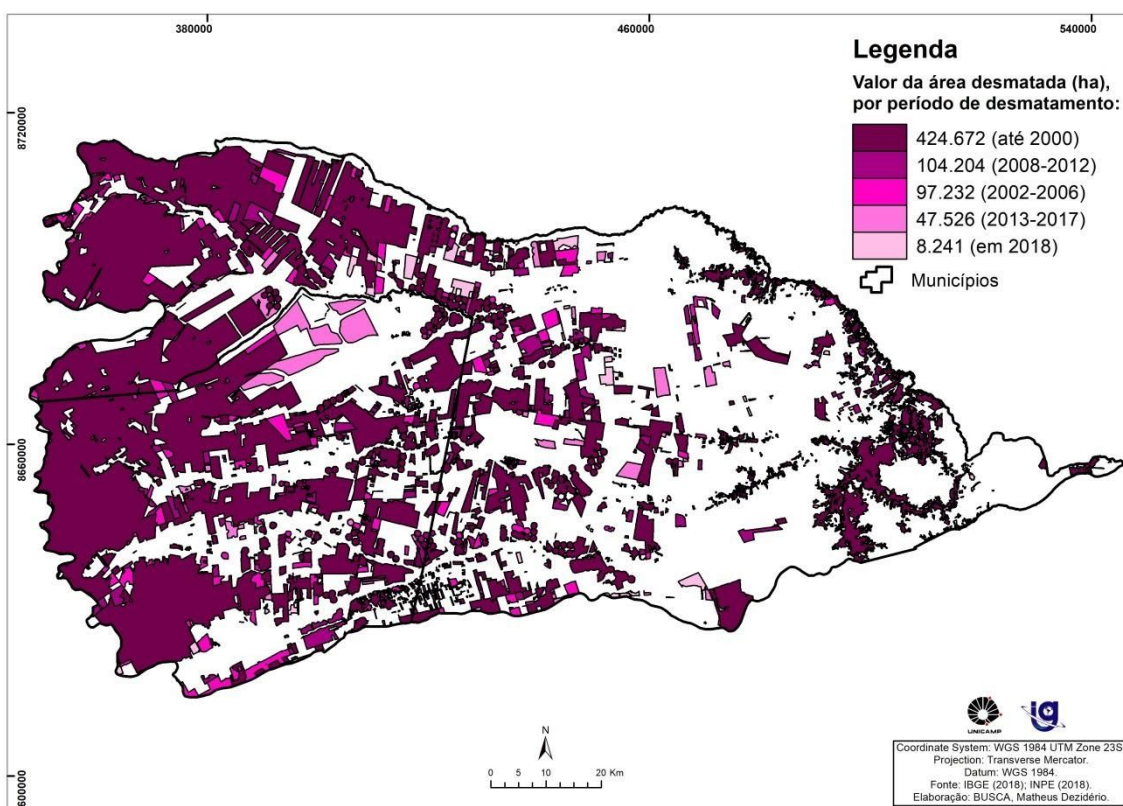 380000
460000
540000
8720000
8660000
600000
Legenda
Valor da área desmatada (ha),
por período de desmatamento:
424.672 (até 2000)
104.204 (2008-2012)
97.232 (2002-2006)
47.526 (2013-2017)
8.241 (em 2018)
Municípios
N
0 5 10 20 Km
UNICAMP
ig
Coordinate System: WGS 1984 UTM Zone 23S
Projection: Transverse Mercator.
Datum: WGS 1984.
Fonte: IBGE (2018); INPE (2018).
Elaboração: BUSCA, Matheus Dezidério.